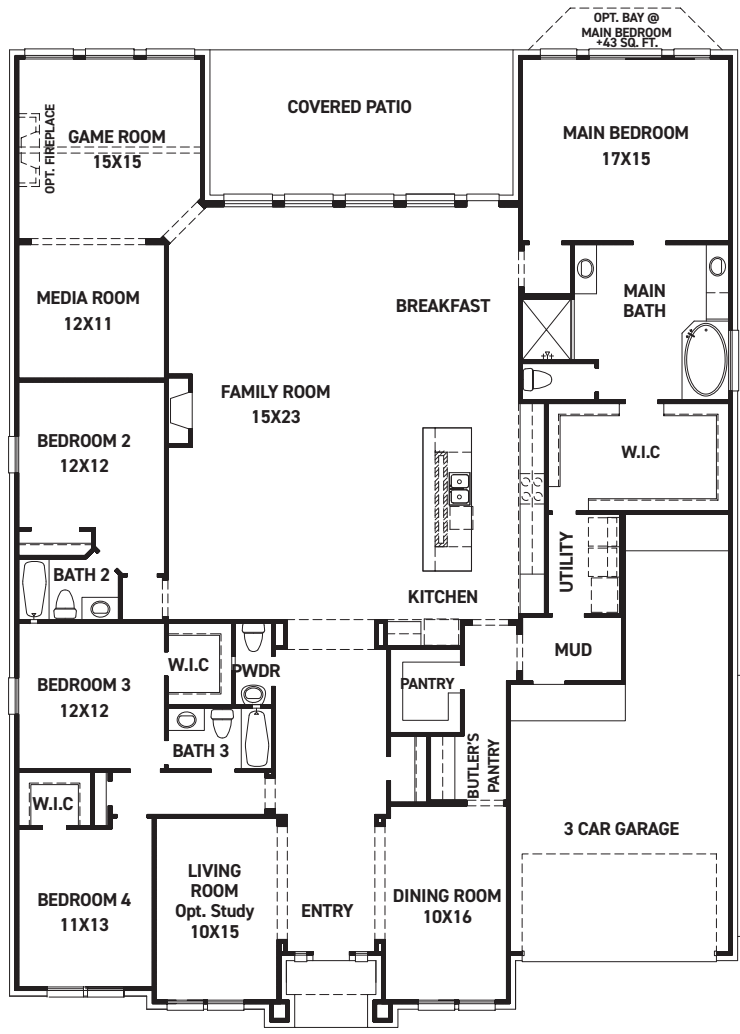 OPT. BAY @
MAIN BEDROOM
+43 SQ. FT.
COVERED PATIO
OPT. FIREPLACE
GAME ROOM
15X15
MAIN BEDROOM
17X15
MEDIA ROOM
12X11
BREAKFAST
MAIN
BATH
FAMILY ROOM
15X23
BEDROOM 2
12X12
W.I.C
BATH 2
UTILITY
KITCHEN
MUD
BEDROOM 3
12X12
W.I.C
PWDR
PANTRY
BATH 3
BUTLER'S
PANTRY
W.I.C
3 CAR GARAGE
BEDROOM 4
11X13
LIVING
ROOM
Opt. Study
10X15
ENTRY
DINING ROOM
10X16